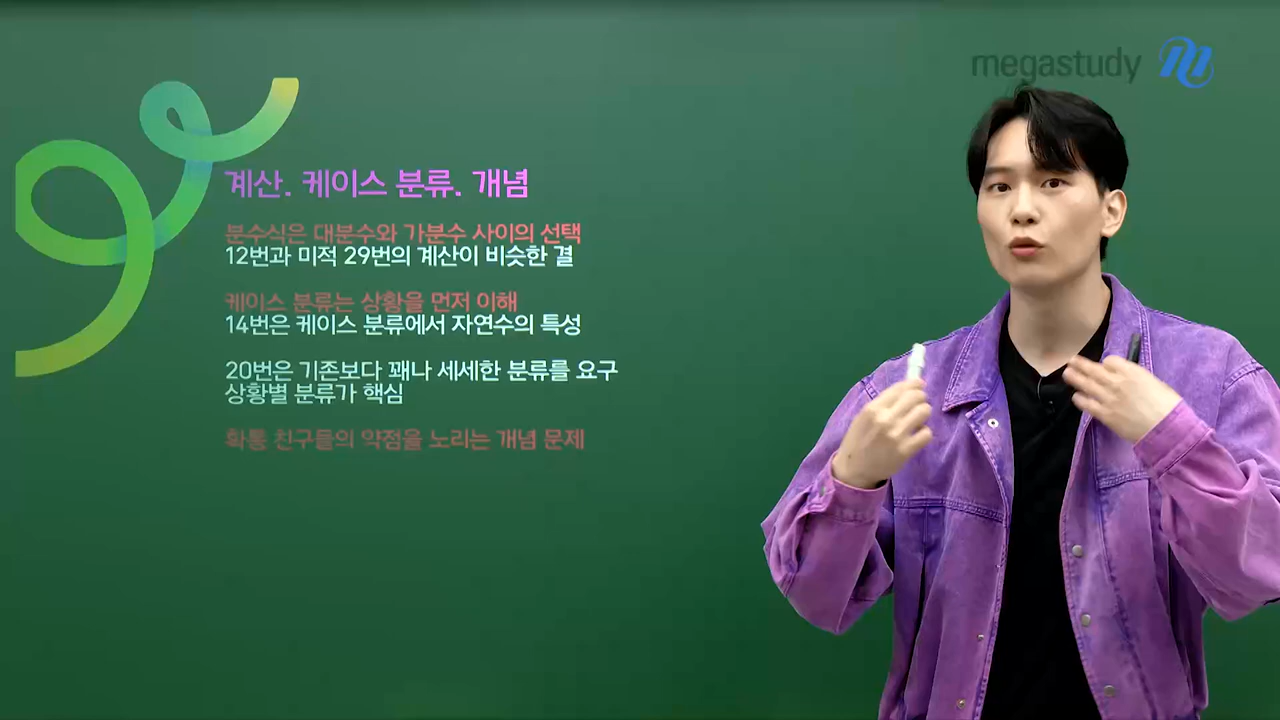 megastudy
계산. 케이스 분류. 개념
분수식은 대분수와 가분수 사이의 선택
12번과 미적 29번의 계산이 비슷한 결
케이스 분류는 상황을 먼저 이해
14번은 케이스 분류에서 자연수의 특성
20번은 기존보다 꽤나 세세한 분류를 요구
상황별 분류가 핵심
확통 친구들의 약점을 노리는 개념 문제